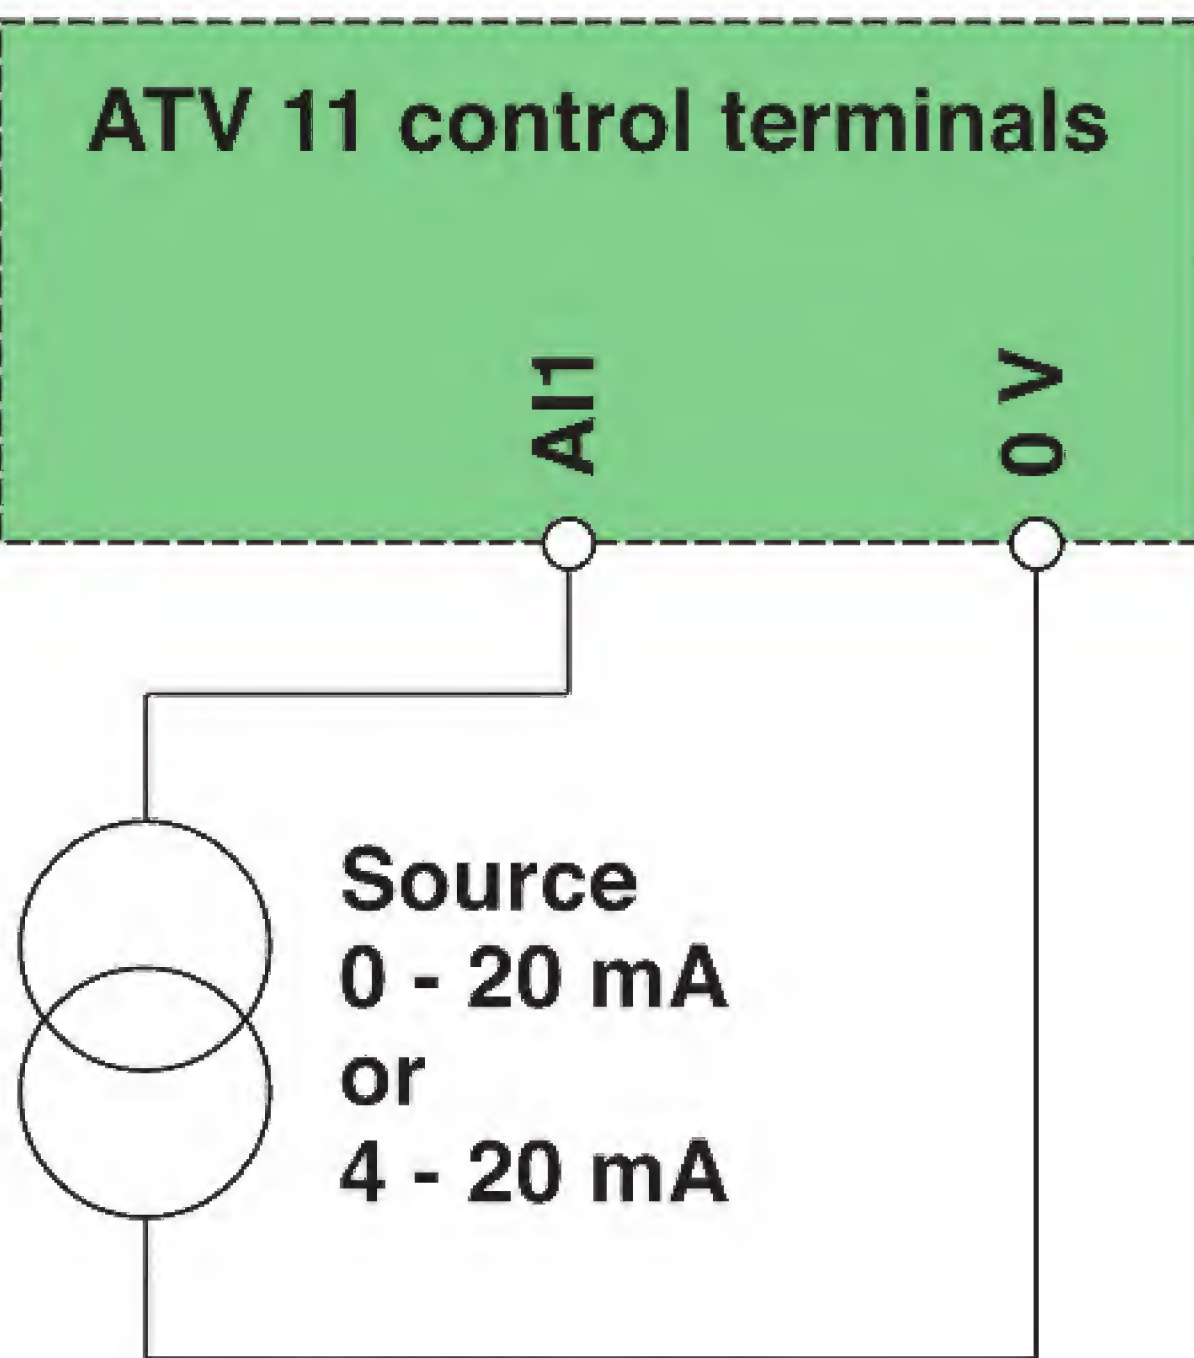 ATV 11 control terminals
AI1
0 V
Source
0 - 20 mA
or
4 - 20 mA